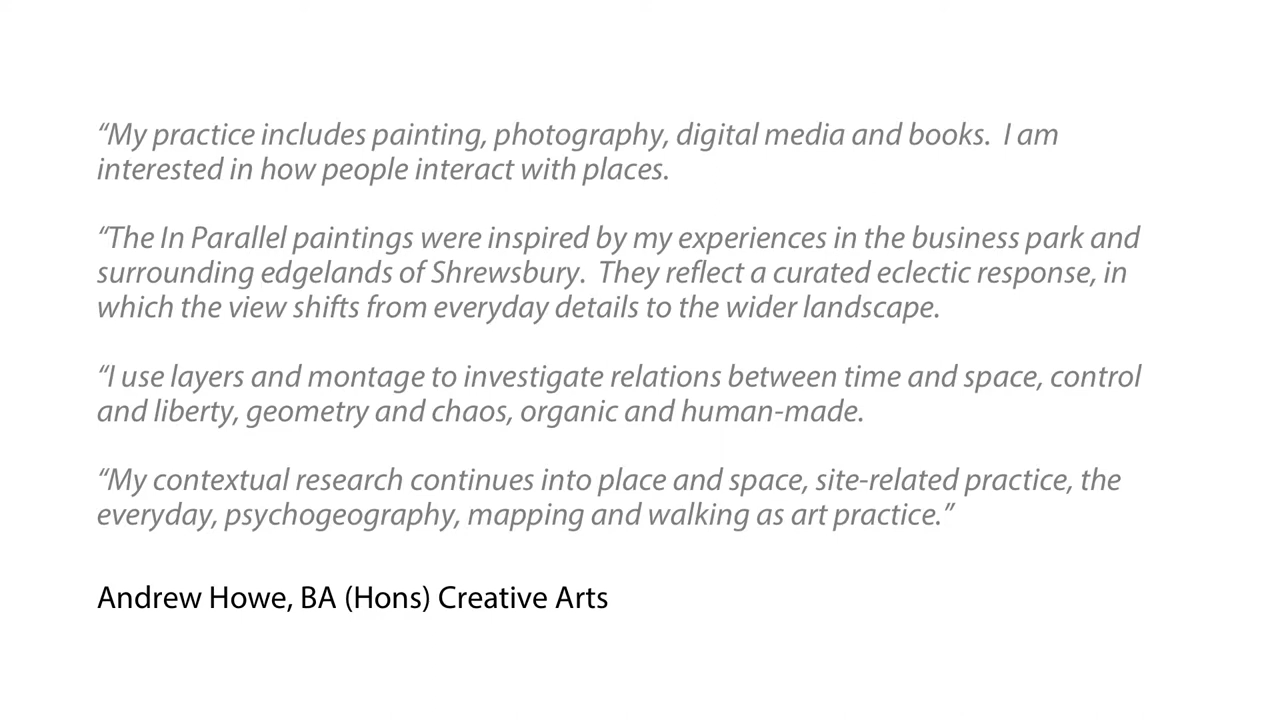 “My practice includes painting, photography, digital media and books.  I am
interested in how people interact with places.
“The In Parallel paintings were inspired by my experiences in the business park and
surrounding edgelands of Shrewsbury.  They reflect a curated eclectic response, in
which the view shifts from everyday details to the wider landscape.
“I use layers and montage to investigate relations between time and space, control
and liberty, geometry and chaos, organic and human-made.
“My contextual research continues into place and space, site-related practice, the
everyday, psychogeography, mapping and walking as art practice.”
Andrew Howe, BA (Hons) Creative Arts